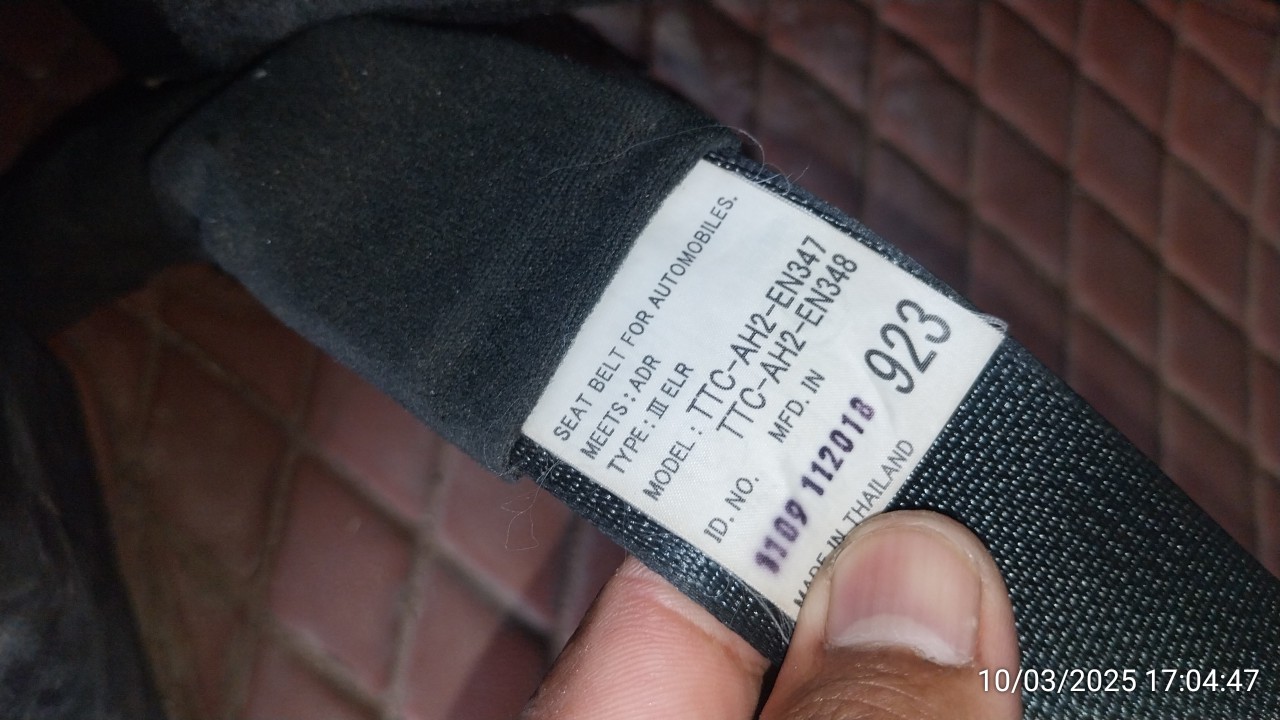 SEAT BELT FOR AUTOMOBILES.
MEETS : ADR
TYPE : III ELR
MODEL : TTC-AH2-EN347
TTC-AH2-EN348
ID. NO. MFD. IN
1109 112018 923
MADE IN THAILAND
10/03/2025 17:04:47